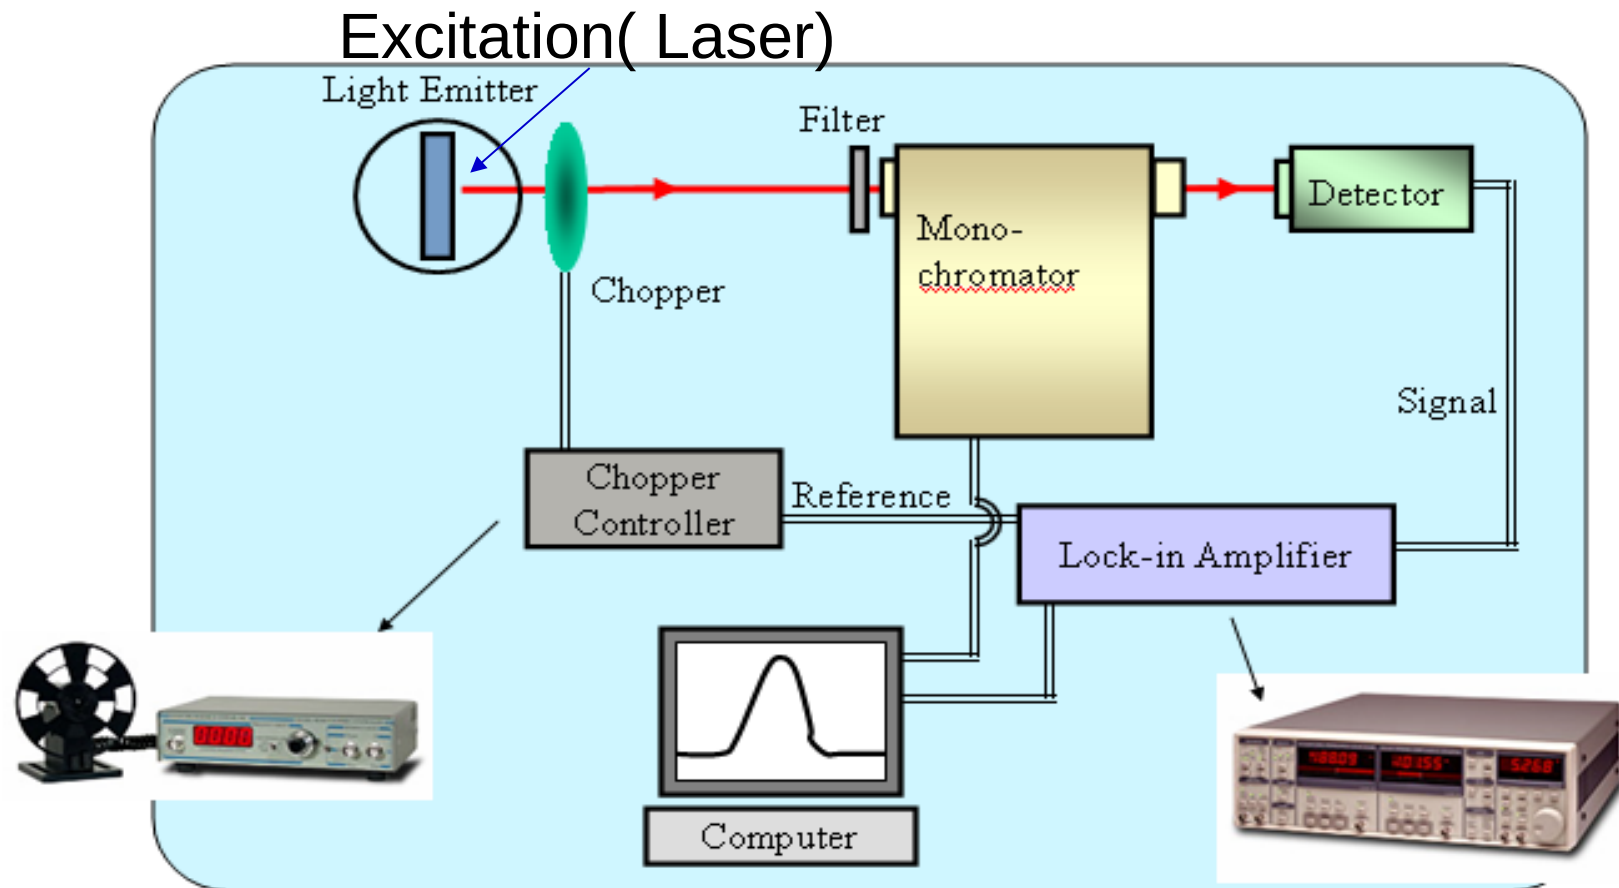 Excitation( Laser)
Light Emitter
Filter
Detector
Mono-
chromator
Chopper
Signal
Chopper
Controller
Reference
Lock-in Amplifier
Computer